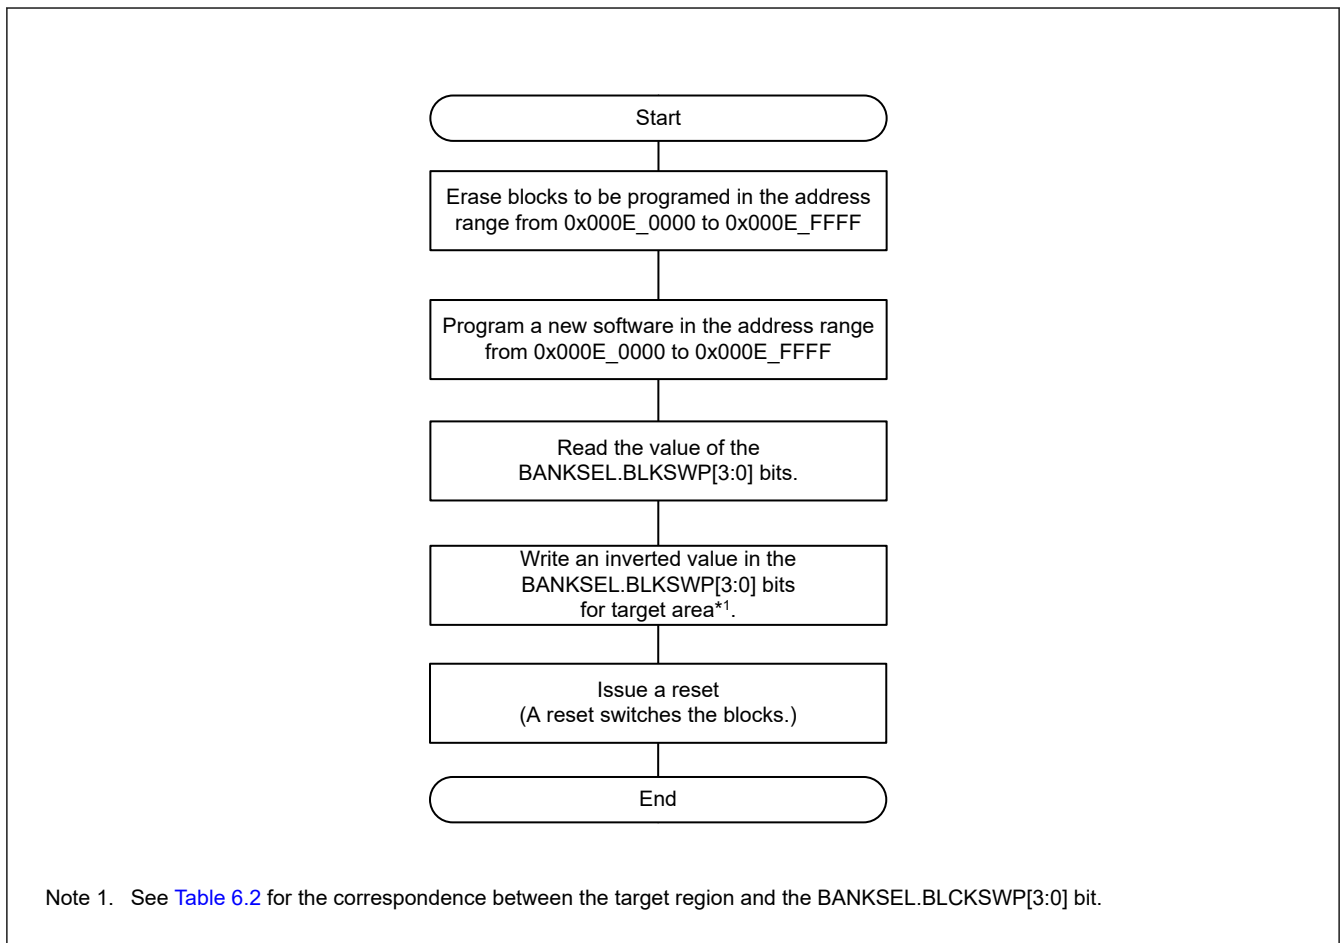 Start
Erase blocks to be programed in the address
range from 0x000E_0000 to 0x000E_FFFF
Program a new software in the address range
from 0x000E_0000 to 0x000E_FFFF
Read the value of the
BANKSEL.BLKSWP[3:0] bits.
Write an inverted value in the
BANKSEL.BLKSWP[3:0] bits
for target area*1.
Issue a reset
(A reset switches the blocks.)
End
Note 1. See Table 6.2 for the correspondence between the target region and the BANKSEL.BLCKSWP[3:0] bit.